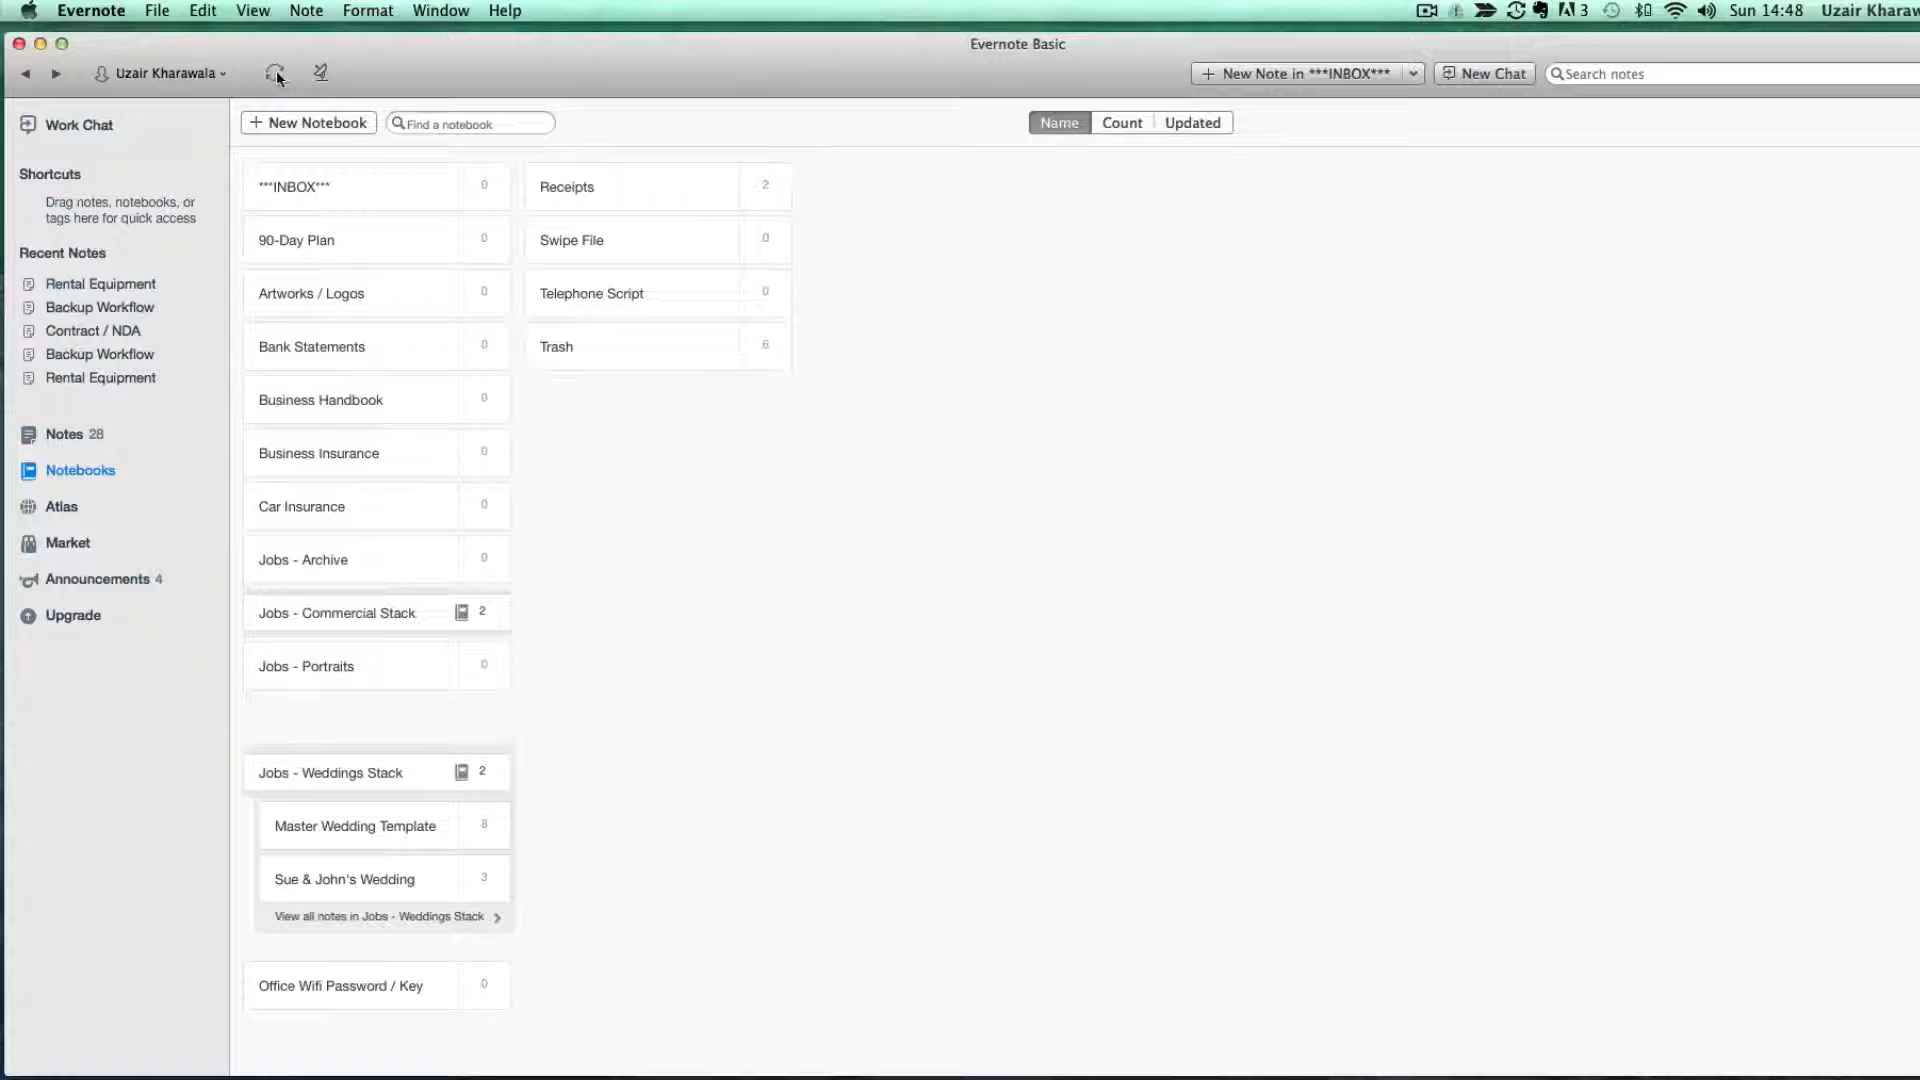 Evernote File Edit View Note Format Window Help
3 Sun 14:48 Uzair Kharaw
Evernote Basic
Uzair Kharawala
+ New Note in ***INBOX***
New Chat
Search notes
Work Chat
Shortcuts
Drag notes, notebooks, or
tags here for quick access
Recent Notes
Rental Equipment
Backup Workflow
Contract / NDA
Backup Workflow
Rental Equipment
Notes 28
Notebooks
Atlas
Market
Announcements 4
Upgrade
+ New Notebook
Find a notebook
Name Count Updated
***INBOX*** 0
90-Day Plan 0
Artworks / Logos 0
Bank Statements 0
Business Handbook 0
Business Insurance 0
Car Insurance 0
Jobs - Archive 0
Jobs - Commercial Stack 2
Jobs - Portraits 0
Jobs - Weddings Stack 2
Master Wedding Template 8
Sue & John's Wedding 3
View all notes in Jobs - Weddings Stack
Office Wifi Password / Key 0
Receipts 2
Swipe File 0
Telephone Script 0
Trash 6